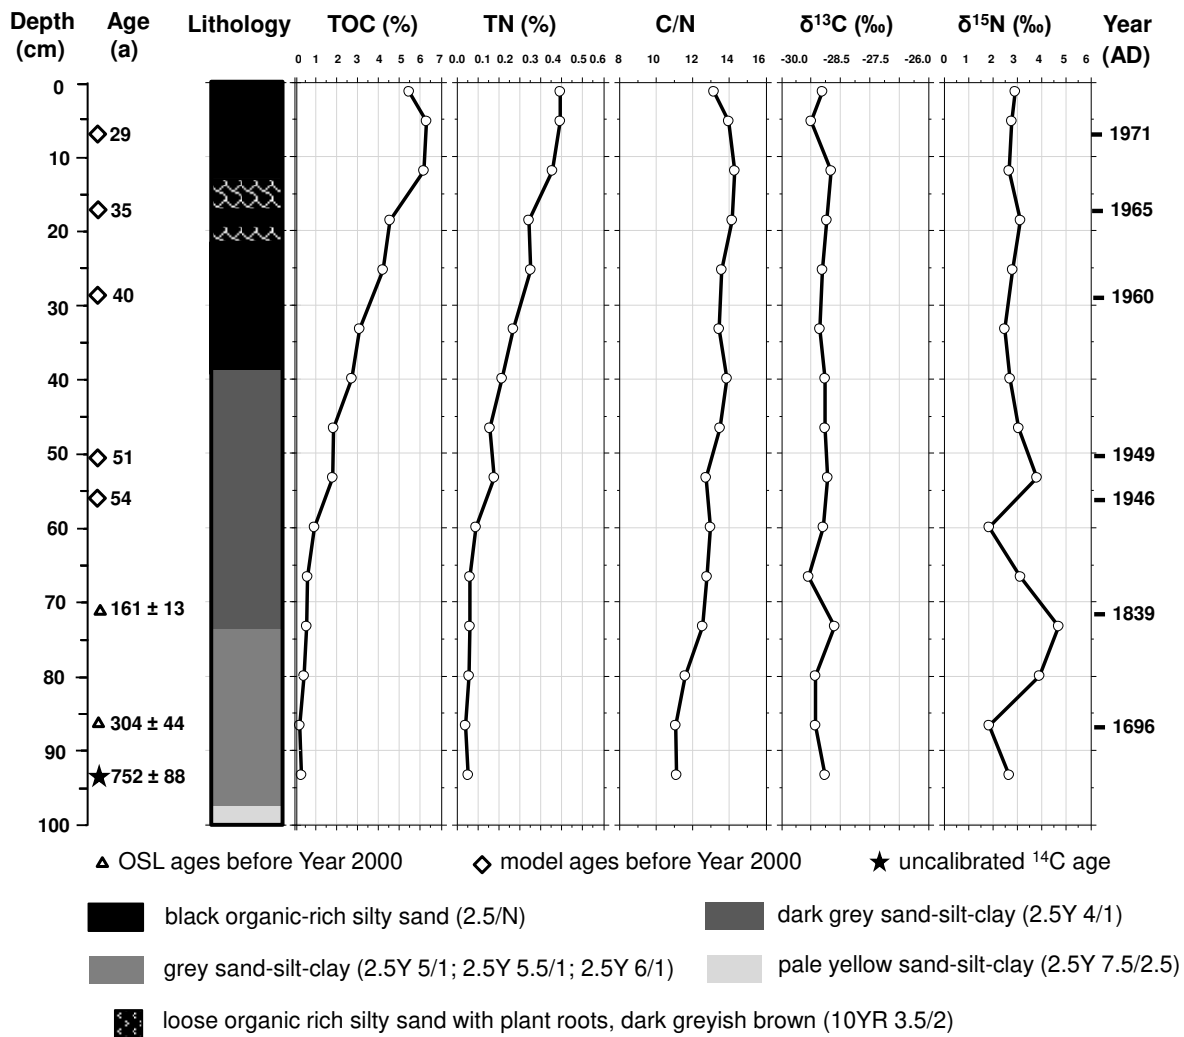 Depth (cm)
Age (a)
Lithology
TOC (%)
TN (%)
C/N
δ¹³C (‰)
δ¹⁵N (‰)
Year (AD)
0 1 2 3 4 5 6 7
0.0 0.1 0.2 0.3 0.4 0.5 0.6
8 10 12 14 16
-30.0 -28.5 -27.5 -26.0
0 1 2 3 4 5 6
0
29
1971
10
35
1965
20
40
1960
30
40
50
51
1949
54
1946
60
70
161 ± 13
1839
80
304 ± 44
1696
90
752 ± 88
100
OSL ages before Year 2000
model ages before Year 2000
uncalibrated ¹⁴C age
black organic-rich silty sand (2.5/N)
dark grey sand-silt-clay (2.5Y 4/1)
grey sand-silt-clay (2.5Y 5/1; 2.5Y 5.5/1; 2.5Y 6/1)
pale yellow sand-silt-clay (2.5Y 7.5/2.5)
loose organic rich silty sand with plant roots, dark greyish brown (10YR 3.5/2)